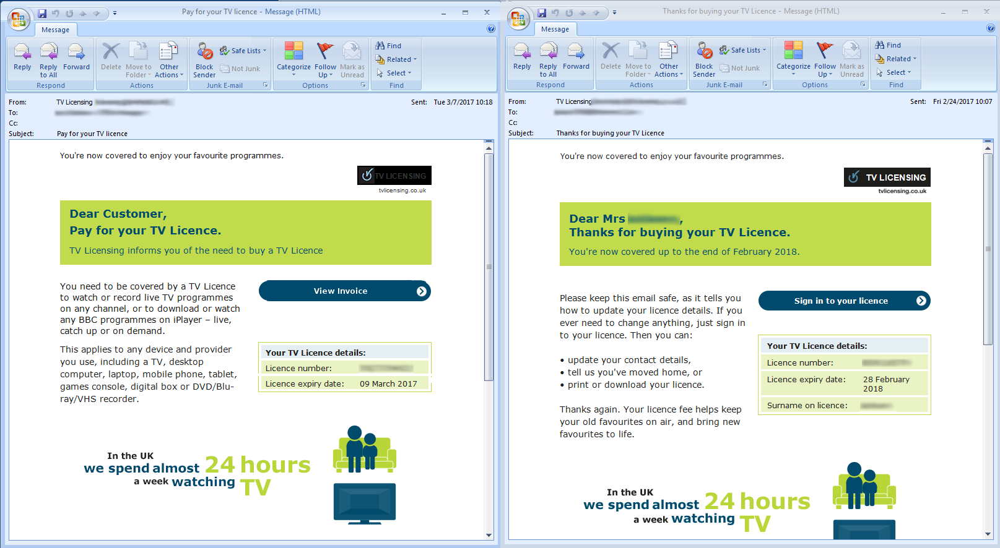 Pay for your TV licence - Message (HTML)
Message
Reply
Reply to All
Forward
Respond
Delete
Move to Folder
Other Actions
Actions
Block Sender
Safe Lists
Not Junk
Junk E-mail
Categorize
Follow Up
Mark as Unread
Options
Find
Related
Select
Find
From: TV Licensing
Sent: Tue 3/7/2017 10:18
To:
Cc:
Subject: Pay for your TV licence
You're now covered to enjoy your favourite programmes.
TV LICENSING
tvlicensing.co.uk
Dear Customer,
Pay for your TV Licence.
TV Licensing informs you of the need to buy a TV Licence
You need to be covered by a TV Licence
to watch or record live TV programmes
on any channel, or to download or watch
any BBC programmes on iPlayer – live,
catch up or on demand.
This applies to any device and provider
you use, including a TV, desktop
computer, laptop, mobile phone, tablet,
games console, digital box or DVD/Blu-
ray/VHS recorder.
View Invoice
Your TV Licence details:
Licence number:
Licence expiry date: 09 March 2017
In the UK
we spend almost 24 hours
a week watching TV
Thanks for buying your TV Licence - Message (HTML)
Message
Reply
Reply to All
Forward
Respond
Delete
Move to Folder
Other Actions
Actions
Block Sender
Safe Lists
Not Junk
Junk E-mail
Categorize
Follow Up
Mark as Unread
Options
Find
Related
Select
Find
From: TV Licensing
Sent: Fri 2/24/2017 10:07
To:
Cc:
Subject: Thanks for buying your TV Licence
You're now covered to enjoy your favourite programmes.
TV LICENSING
tvlicensing.co.uk
Dear Mrs ,
Thanks for buying your TV Licence.
You're now covered up to the end of February 2018.
Please keep this email safe, as it tells you
how to update your licence details. If you
ever need to change anything, just sign in
to your licence. Then you can:
• update your contact details,
• tell us you've moved home, or
• print or download your licence.
Thanks again. Your licence fee helps keep
your old favourites on air, and bring new
favourites to life.
Sign in to your licence
Your TV Licence details:
Licence number:
Licence expiry date: 28 February
2018
Surname on licence:
In the UK
we spend almost 24 hours
a week watching TV